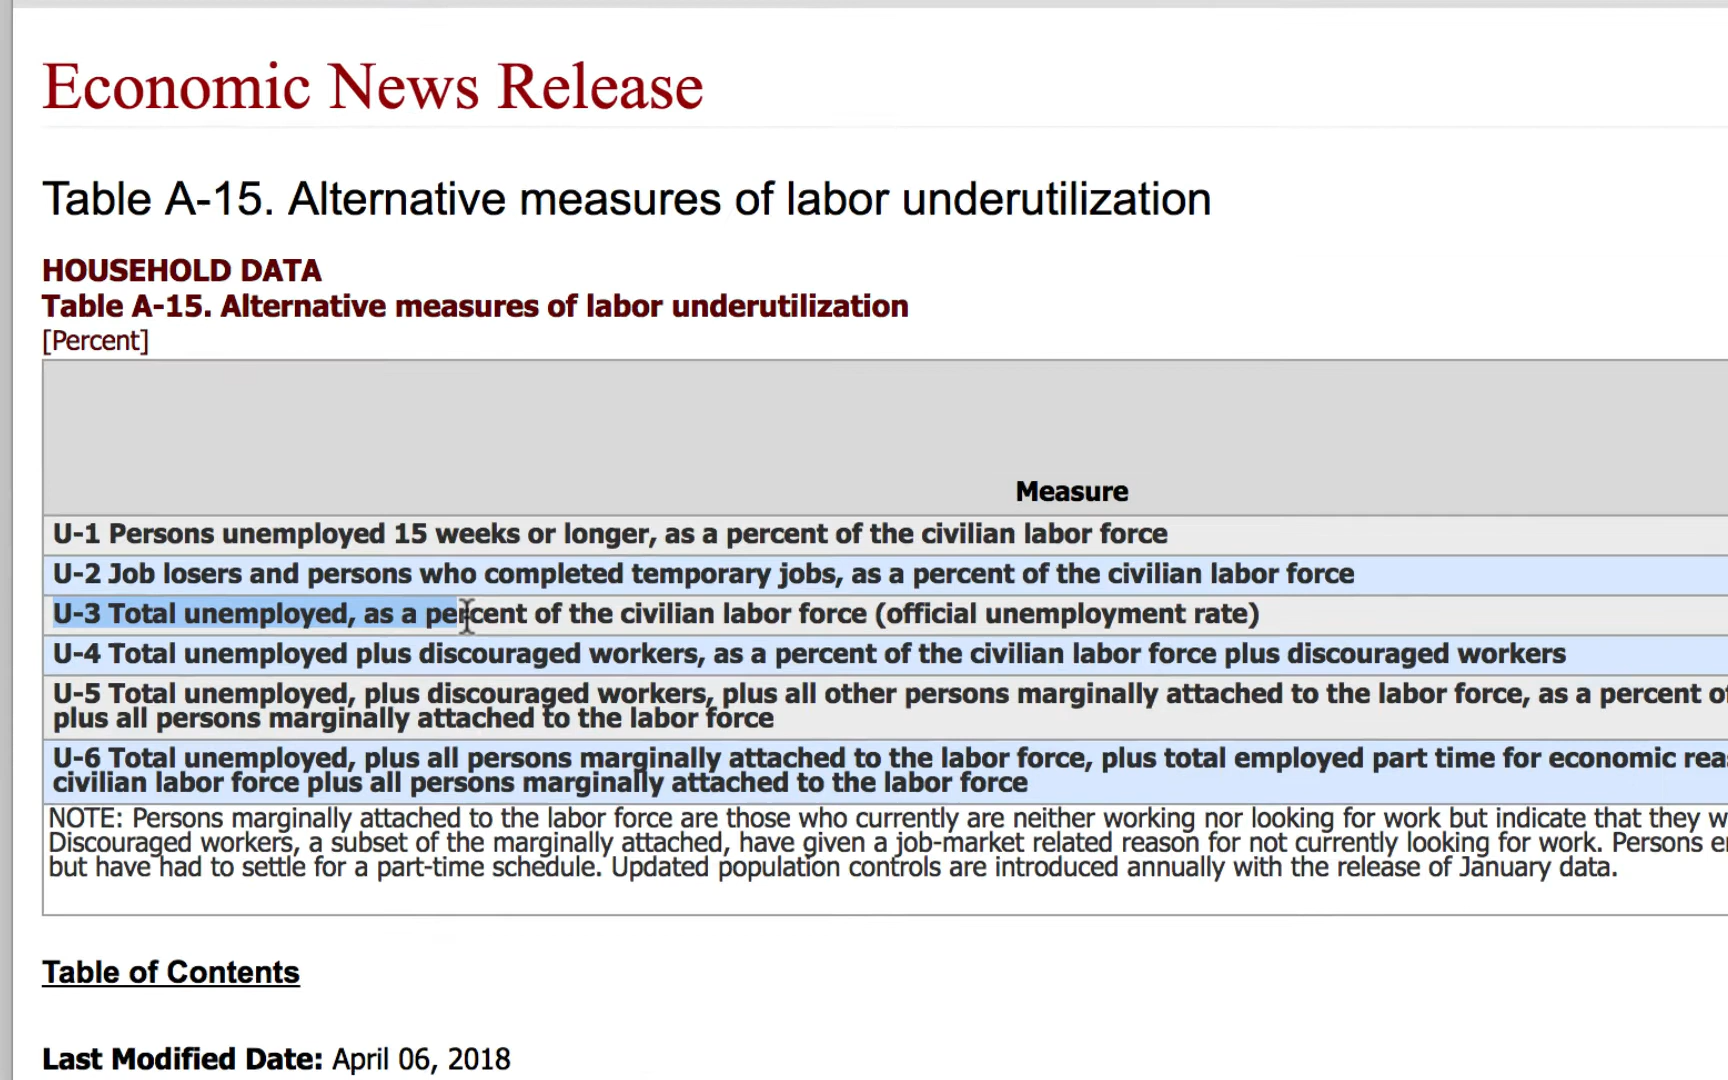 Economic News Release
Table A-15. Alternative measures of labor underutilization
HOUSEHOLD DATA
Table A-15. Alternative measures of labor underutilization
[Percent]
Measure
U-1 Persons unemployed 15 weeks or longer, as a percent of the civilian labor force
U-2 Job losers and persons who completed temporary jobs, as a percent of the civilian labor force
U-3 Total unemployed, as a percent of the civilian labor force (official unemployment rate)
U-4 Total unemployed plus discouraged workers, as a percent of the civilian labor force plus discouraged workers
U-5 Total unemployed, plus discouraged workers, plus all other persons marginally attached to the labor force, as a percent of
plus all persons marginally attached to the labor force
U-6 Total unemployed, plus all persons marginally attached to the labor force, plus total employed part time for economic
civilian labor force plus all persons marginally attached to the labor force
NOTE: Persons marginally attached to the labor force are those who currently are neither working nor looking for work but indicate that they
Discouraged workers, a subset of the marginally attached, have given a job-market related reason for not currently looking for work. Persons
but have had to settle for a part-time schedule. Updated population controls are introduced annually with the release of January data.
Table of Contents
Last Modified Date: April 06, 2018